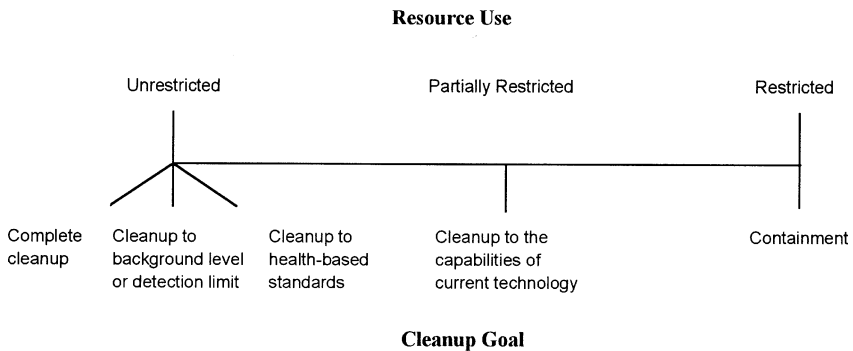 Resource Use
Unrestricted
Partially Restricted
Restricted
Complete
cleanup
Cleanup to
background level
or detection limit
Cleanup to
health-based
standards
Cleanup to the
capabilities of
current technology
Containment
Cleanup Goal